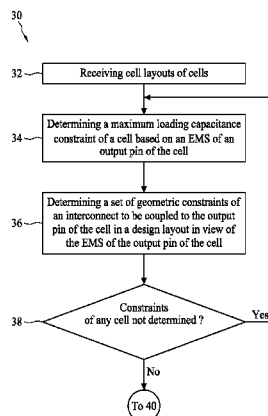 30
32
Receiving cell layouts of cells
34
Determining a maximum loading capacitance
constraint of a cell based on an EMS of an
output pin of the cell
36
Determining a set of geometric constraints of
an interconnect to be coupled to the output
pin of the cell in a design layout in view of
the EMS of the output pin of the cell
38
Constraints
of any cell not determined ?
Yes
No
To 40